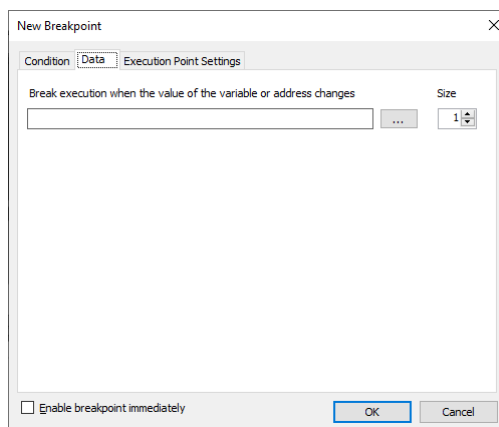 New Breakpoint
Condition Data Execution Point Settings
Break execution when the value of the variable or address changes Size
... 1
Enable breakpoint immediately OK Cancel